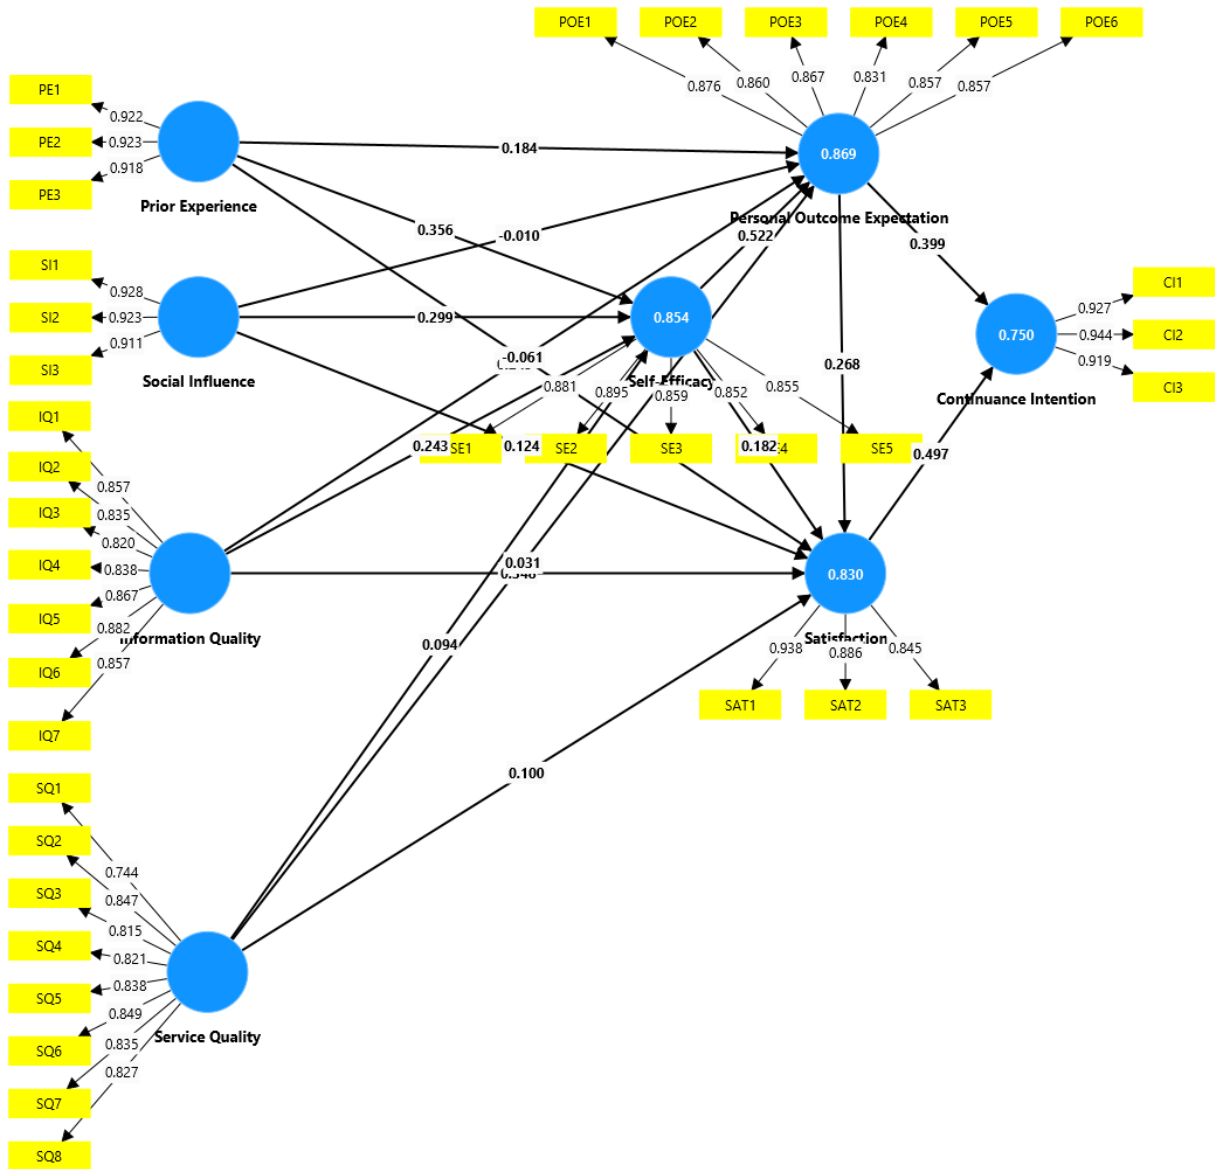 POE1 POE2 POE3 POE4 POE5 POE6
0.876 0.860 0.867 0.831 0.857 0.857
PE1
PE2
PE3
0.922
0.923
0.918
Prior Experience
0.184
0.869
Personal Outcome Expectation
0.356
-0.010
0.522
0.399
SI1
SI2
SI3
0.928
0.923
0.911
Social Influence
0.299
0.854
Self-Efficacy
0.750
Continuance Intention
CI1
CI2
CI3
0.927
0.944
0.919
-0.061
0.268
0.881 0.895 0.859 0.852 0.855
SE1 SE2 SE3 SE5
0.243
0.124
0.182
0.497
IQ1
IQ2
IQ3
IQ4
IQ5
IQ6
IQ7
0.857
0.835
0.820
0.838
0.867
0.882
0.857
Information Quality
0.031
0.830
Satisfaction
0.938 0.886 0.845
SAT1 SAT2 SAT3
0.094
0.100
SQ1
SQ2
SQ3
SQ4
SQ5
SQ6
SQ7
SQ8
0.744
0.847
0.815
0.821
0.838
0.849
0.835
0.827
Service Quality